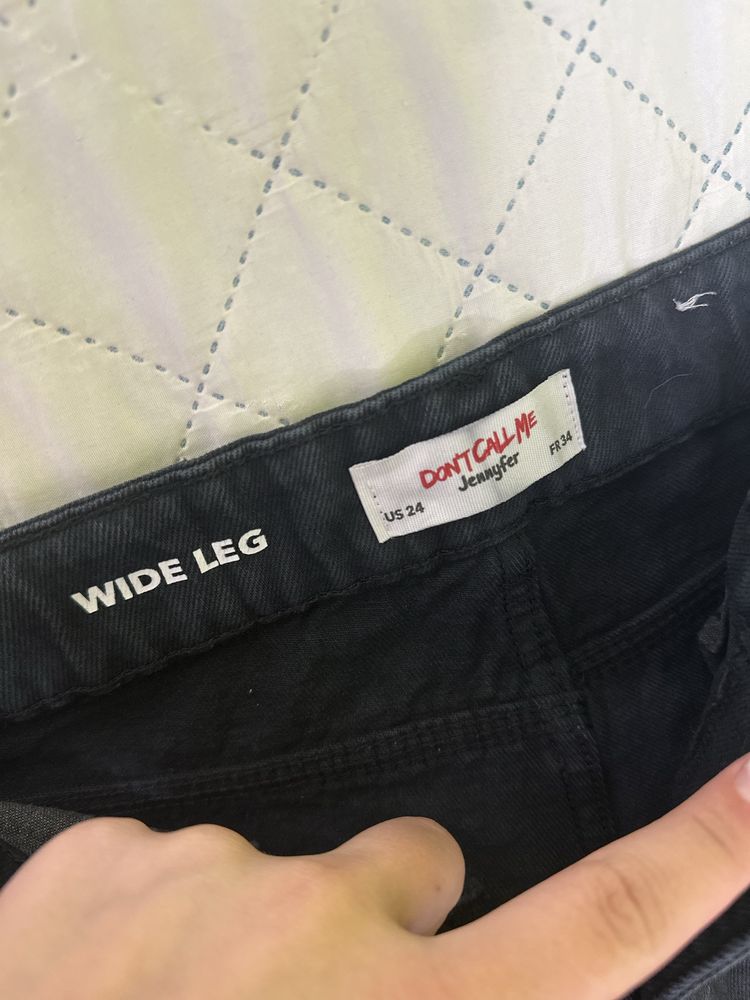 DON'T CALL ME
Jennyfer
US 24
FR 34
WIDE LEG